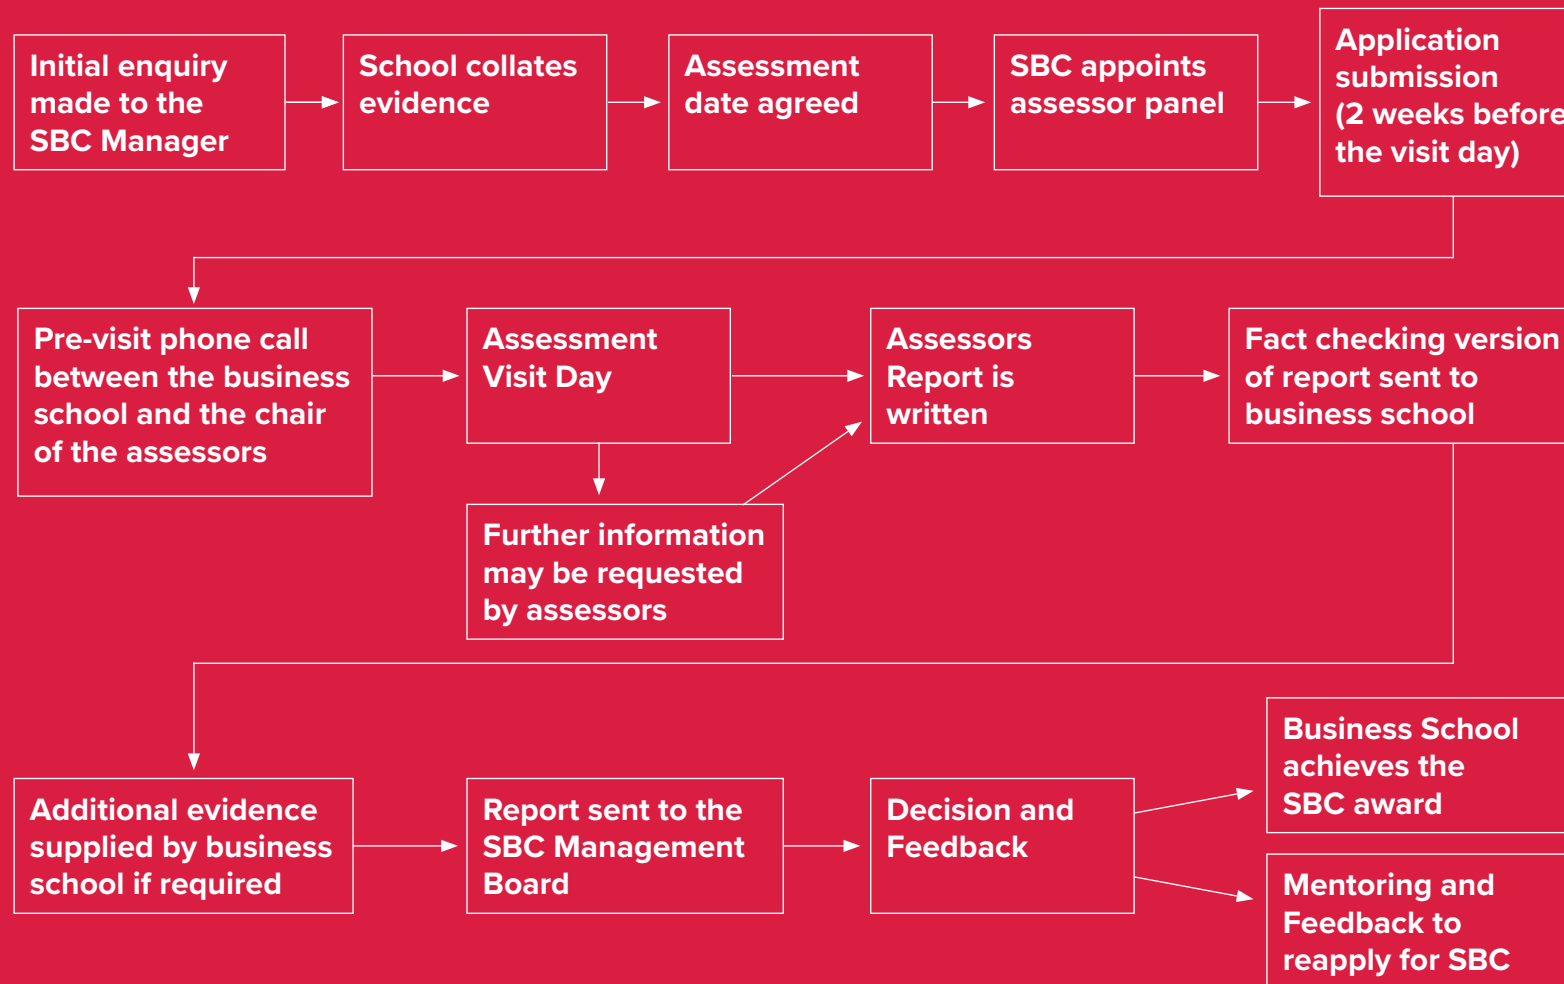 Initial enquiry
made to the
SBC Manager
School collates
evidence
Assessment
date agreed
SBC appoints
assessor panel
Application
submission
(2 weeks before
the visit day)
Pre-visit phone call
between the business
school and the chair
of the assessors
Assessment
Visit Day
Assessors
Report is
written
Fact checking version
of report sent to
business school
Further information
may be requested
by assessors
Additional evidence
supplied by business
school if required
Report sent to the
SBC Management
Board
Decision and
Feedback
Business School
achieves the
SBC award
Mentoring and
Feedback to
reapply for SBC